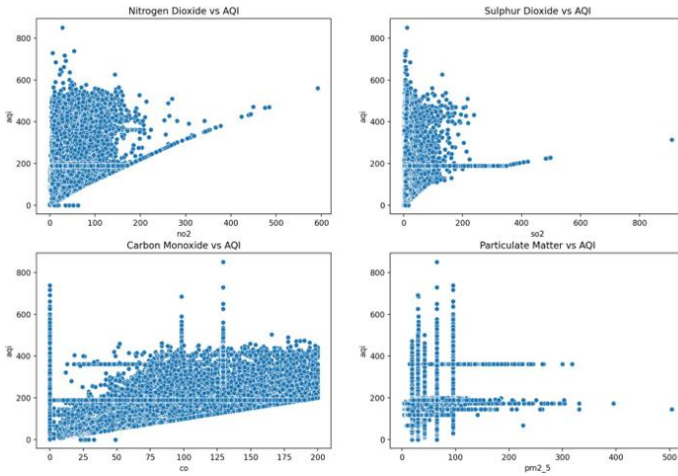 Nitrogen Dioxide vs AQI
800
600
400
200
0
aqi
0 100 200 300 400 500 600
no2
Sulphur Dioxide vs AQI
800
600
400
200
0
aqi
0 200 400 600 800
so2
Carbon Monoxide vs AQI
800
600
400
200
0
aqi
0 25 50 75 100 125 150 175 200
co
Particulate Matter vs AQI
800
600
400
200
0
aqi
0 100 200 300 400 500
pm2_5